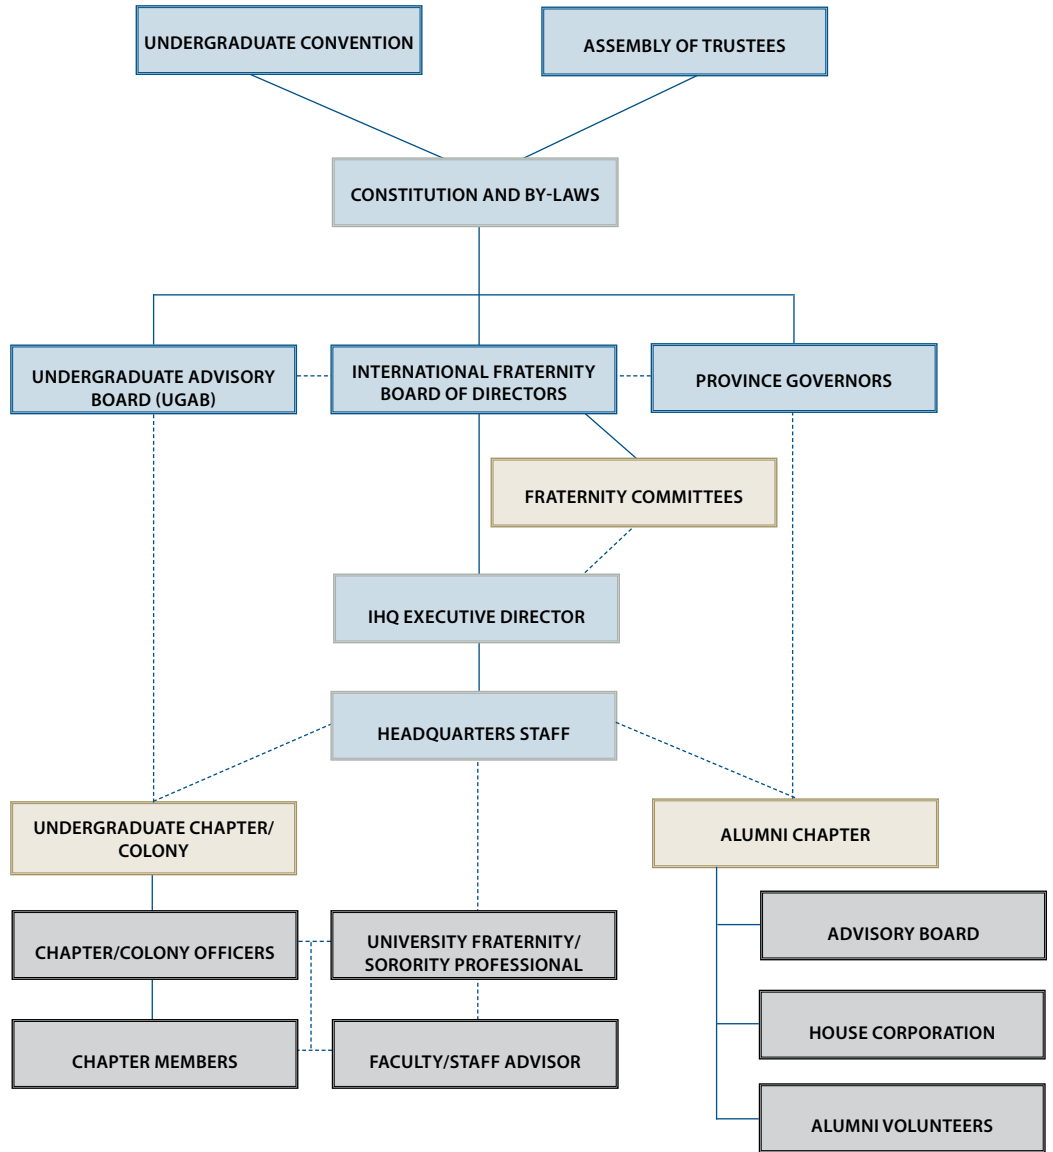 UNDERGRADUATE CONVENTION
ASSEMBLY OF TRUSTEES
CONSTITUTION AND BY-LAWS
UNDERGRADUATE ADVISORY
BOARD (UGAB)
INTERNATIONAL FRATERNITY
BOARD OF DIRECTORS
PROVINCE GOVERNORS
FRATERNITY COMMITTEES
IHQ EXECUTIVE DIRECTOR
HEADQUARTERS STAFF
UNDERGRADUATE CHAPTER/
COLONY
ALUMNI CHAPTER
CHAPTER/COLONY OFFICERS
UNIVERSITY FRATERNITY/
SORORITY PROFESSIONAL
ADVISORY BOARD
CHAPTER MEMBERS
FACULTY/STAFF ADVISOR
HOUSE CORPORATION
ALUMNI VOLUNTEERS